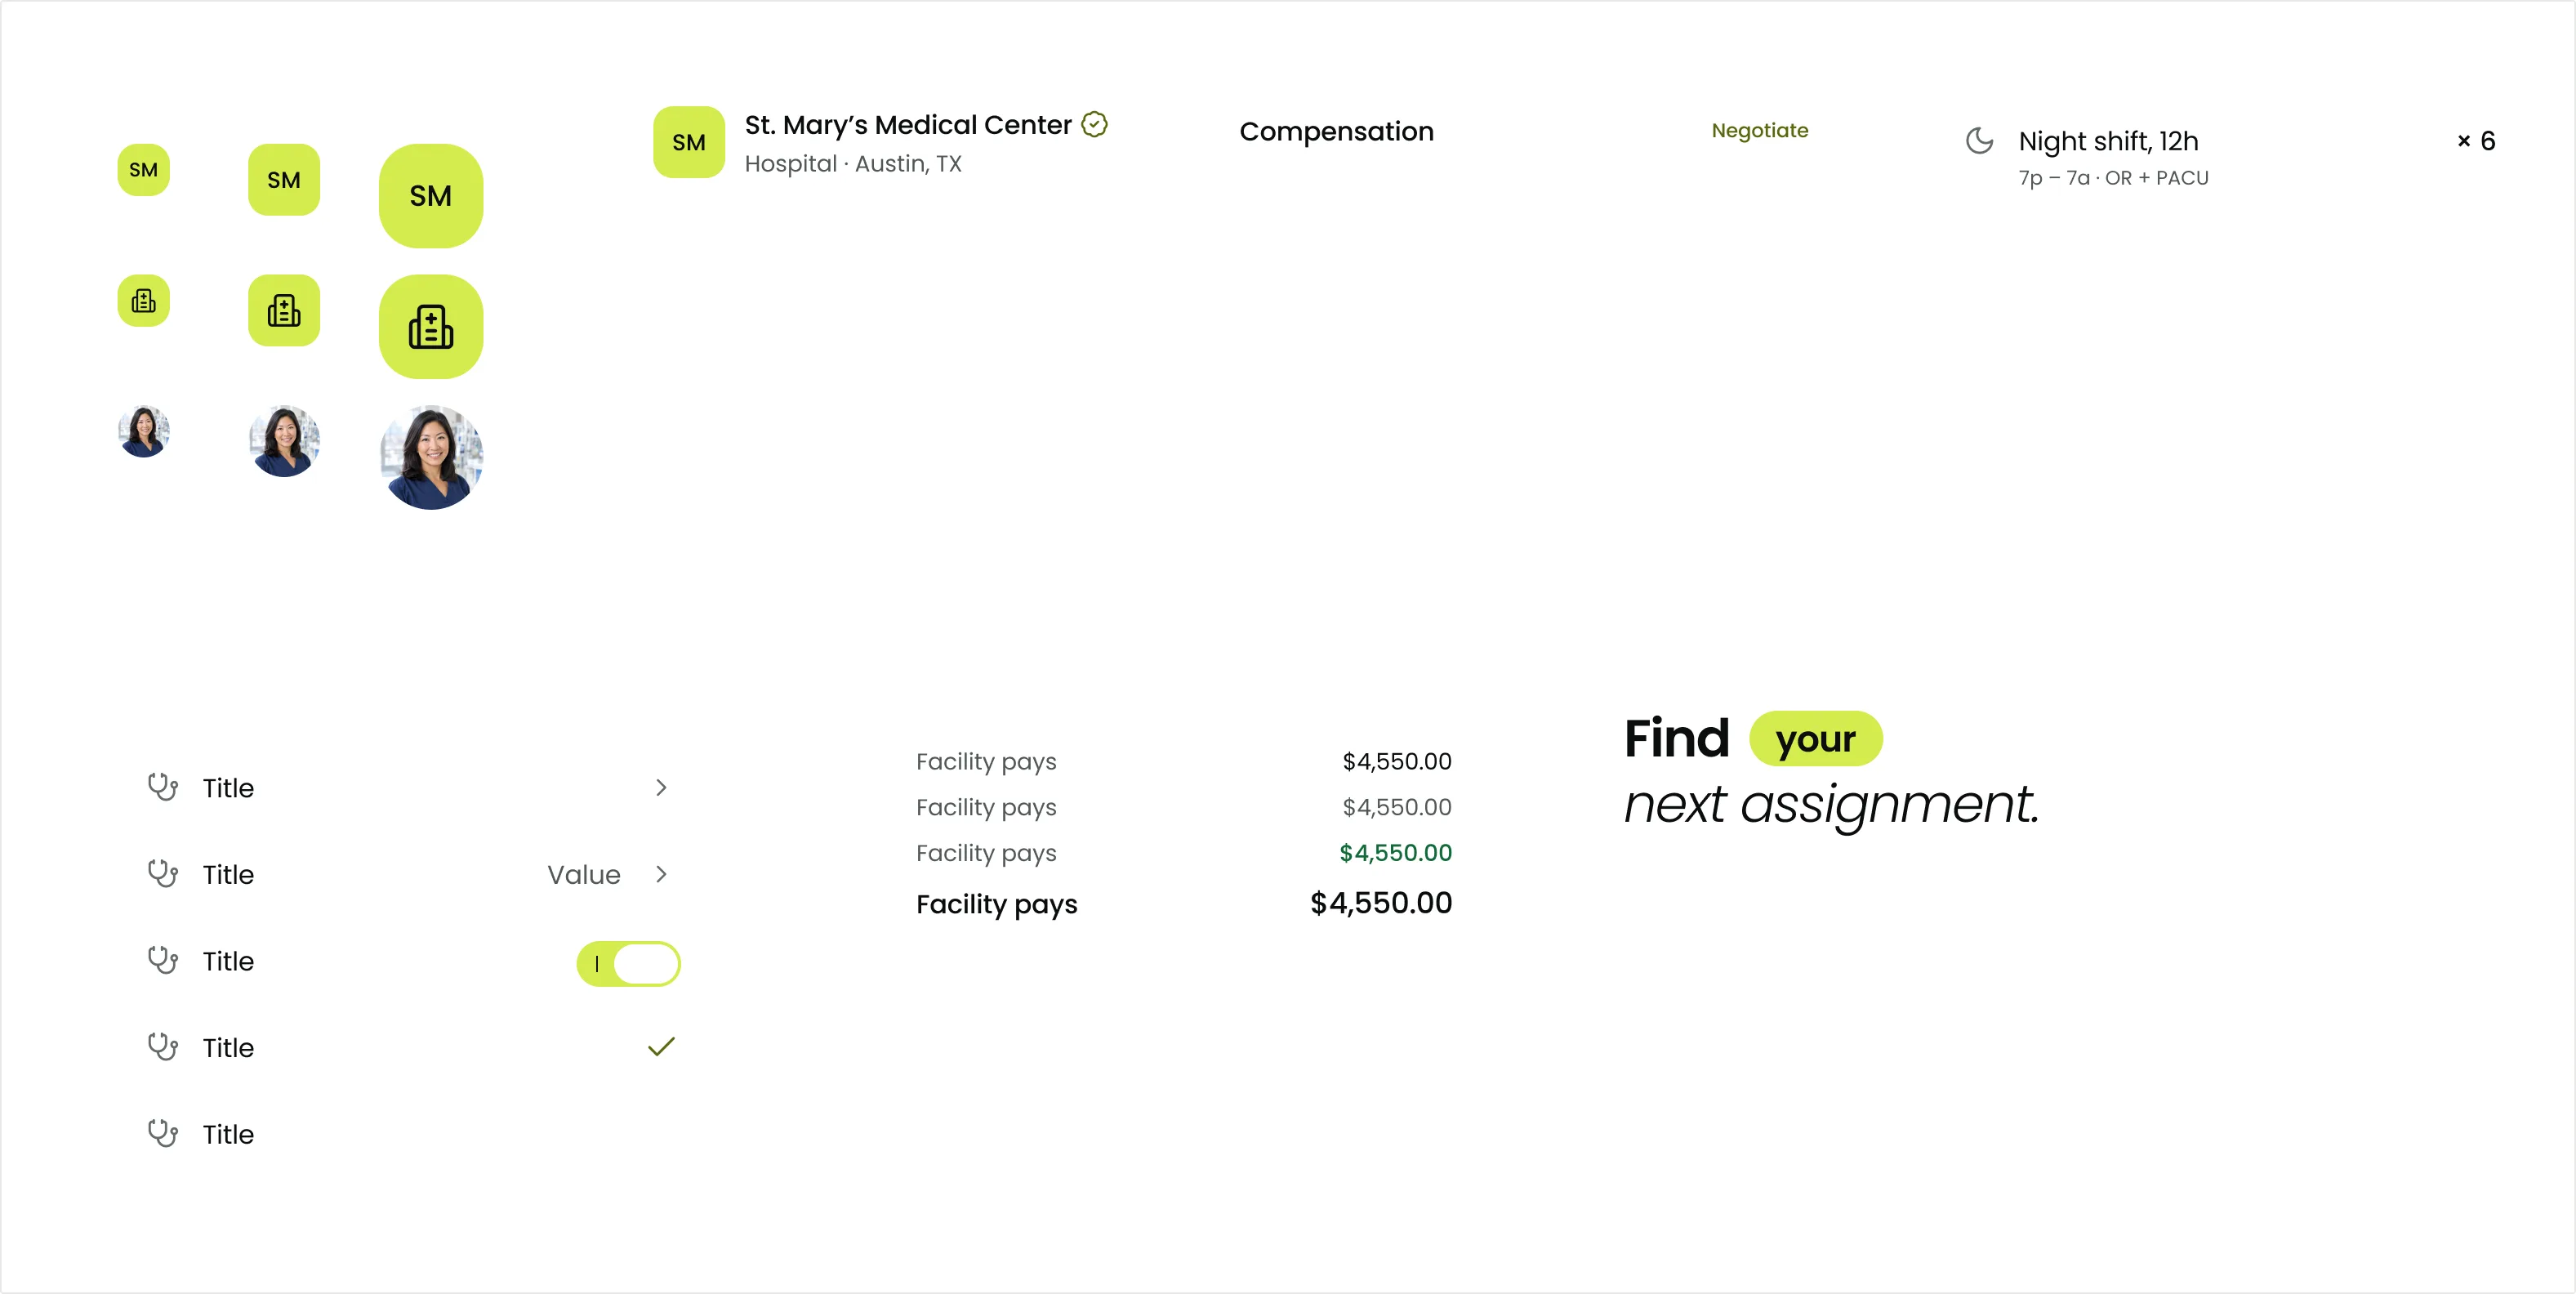 SM
SM
SM
SM
St. Mary’s Medical Center
Hospital · Austin, TX
Compensation
Negotiate
Night shift, 12h
7p – 7a · OR + PACU
× 6
Title
Title
Value
Title
Title
Title
Facility pays
$4,550.00
Facility pays
$4,550.00
Facility pays
$4,550.00
Facility pays
$4,550.00
Find your
next assignment.